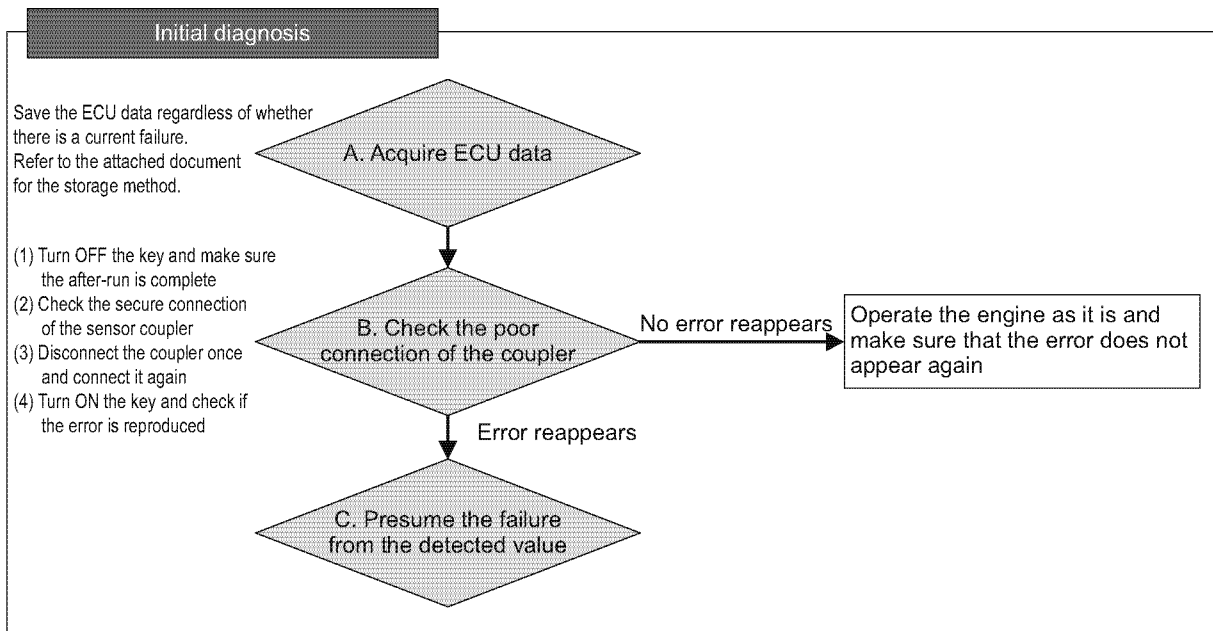 Initial diagnosis
Save the ECU data regardless of whether
there is a current failure.
Refer to the attached document
for the storage method.
A. Acquire ECU data
(1) Turn OFF the key and make sure
the after-run is complete
(2) Check the secure connection
of the sensor coupler
(3) Disconnect the coupler once
and connect it again
(4) Turn ON the key and check if
the error is reproduced
B. Check the poor
connection of the coupler
No error reappears
Operate the engine as it is and
make sure that the error does not
appear again
Error reappears
C. Presume the failure
from the detected value